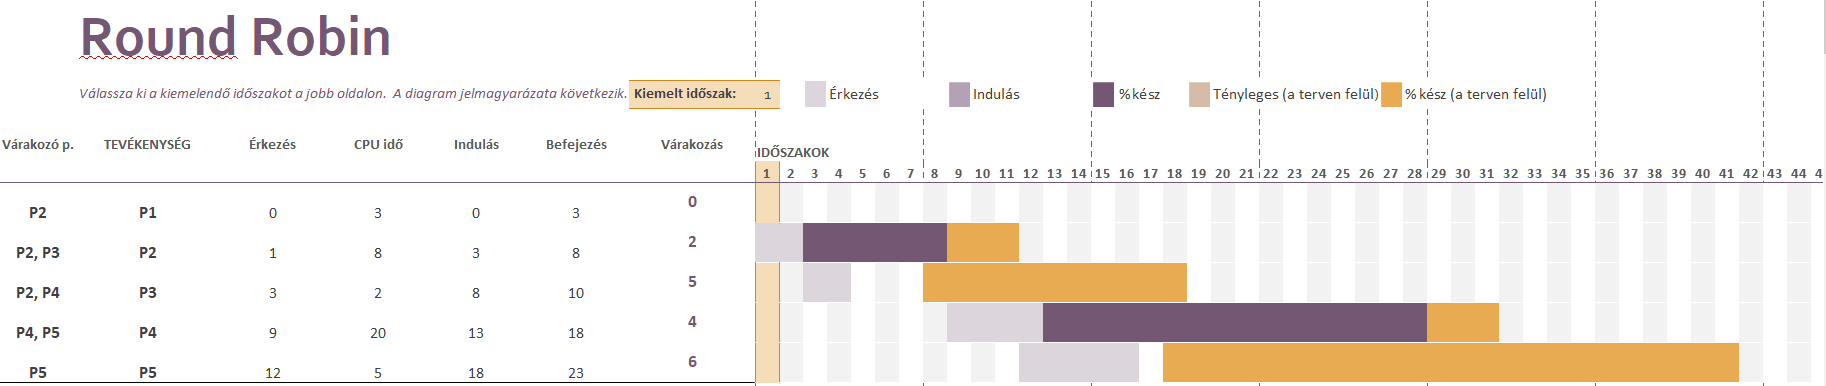 Round Robin
Válassza ki a kiemelendő időszakot a jobb oldalon.  A diagram jelmagyarázata következik. Kiemelt időszak: 1 Érkezés Indulás % kész Tényleges (a terven felül) % kész (a terven felül)
Várakozó p. TEVÉKENYSÉG Érkezés CPU idő Indulás Befejezés Várakozás
IDŐSZAKOK
1 2 3 4 5 6 7 8 9 10 11 12 13 14 15 16 17 18 19 20 21 22 23 24 25 26 27 28 29 30 31 32 33 34 35 36 37 38 39 40 41 42 43 44 4
P2 P1 0 3 0 3 0
P2, P3 P2 1 8 3 8 2
P2, P4 P3 3 2 8 10 5
P4, P5 P4 9 20 13 18 4
P5 P5 12 5 18 23 6